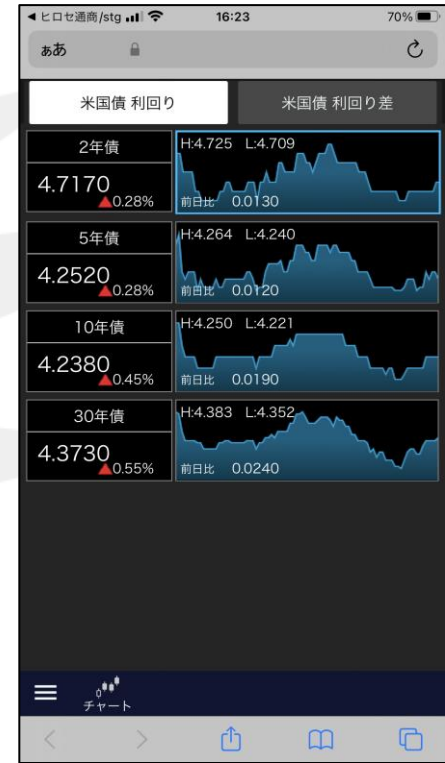 ◀ヒロセ通商/stg 16:23 70%
ぁあ
米国債 利回り 米国債 利回り差
2年債 H:4.725 L:4.709
4.7170
▲0.28% 前日比 0.0130
5年債 H:4.264 L:4.240
4.2520
▲0.28% 前日比 0.0120
10年債 H:4.250 L:4.221
4.2380
▲0.45% 前日比 0.0190
30年債 H:4.383 L:4.352
4.3730
▲0.55% 前日比 0.0240
チャート